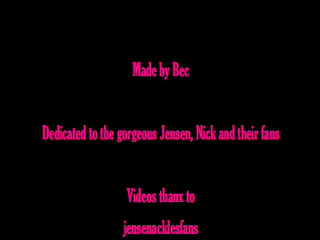 Made by Bec
Dedicated to the gorgeous Jensen, Nick and their fans
Videos thanx to
jensenacklesfans